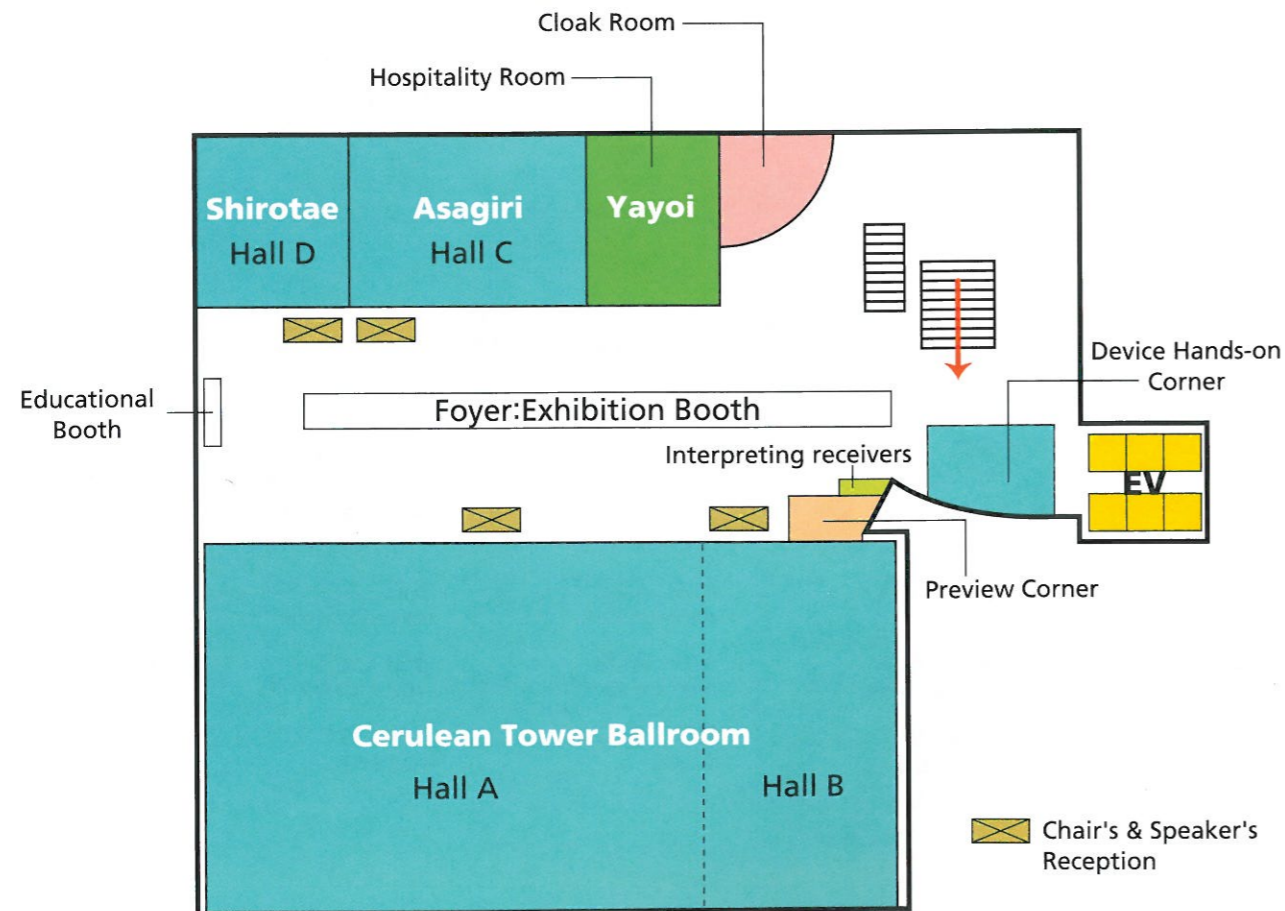 Cloak Room
Hospitality Room
Shirotae
Hall D
Asagiri
Hall C
Yayoi
Device Hands-on
Corner
Educational
Booth
Foyer:Exhibition Booth
Interpreting receivers
EV
Preview Corner
Cerulean Tower Ballroom
Hall A
Hall B
Chair's & Speaker's
Reception